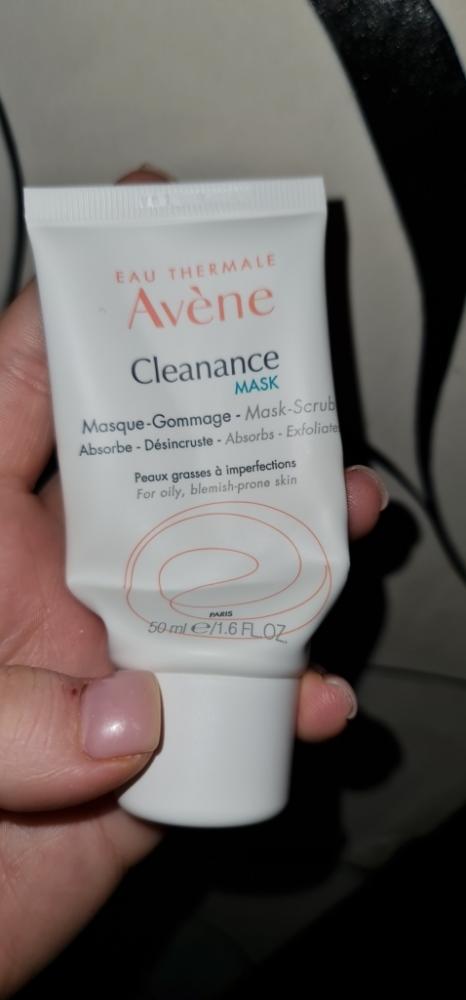 EAU THERMALE
Avène
Cleanance
MASK
Masque-Gommage - Mask-Scrub
Absorbe - Désincruste - Absorbs - Exfoliates
Peaux grasses à imperfections
For oily, blemish-prone skin
PARIS
50 ml e/1.6 FL.OZ